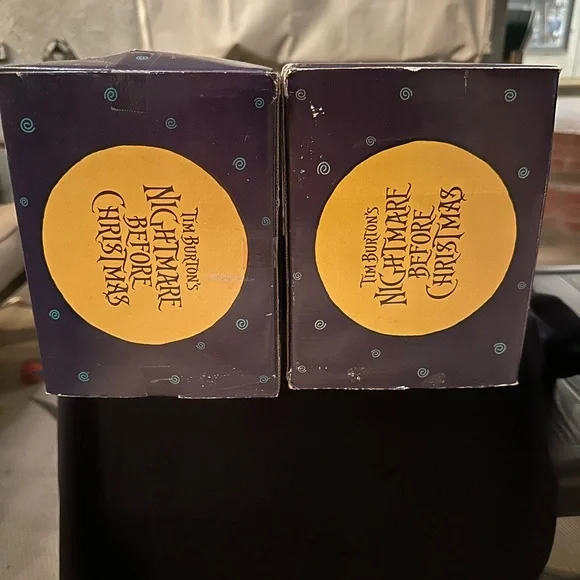 TIM BURTON'S
NIGHTMARE
BEFORE
CHRISTMAS
TIM BURTON'S
NIGHTMARE
BEFORE
CHRISTMAS